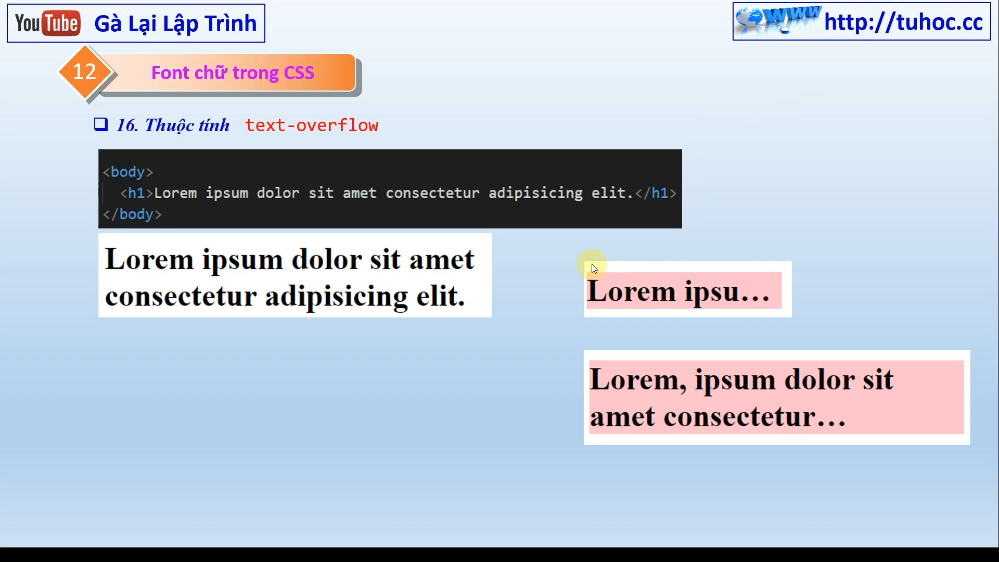 YouTube Gà Lại Lập Trình
www http://tuhoc.cc
12 Font chữ trong CSS
16. Thuộc tính text-overflow
<body>
<h1>Lorem ipsum dolor sit amet consectetur adipisicing elit.</h1>
</body>
Lorem ipsum dolor sit amet
consectetur adipisicing elit.
Lorem ipsu…
Lorem, ipsum dolor sit
amet consectetur…